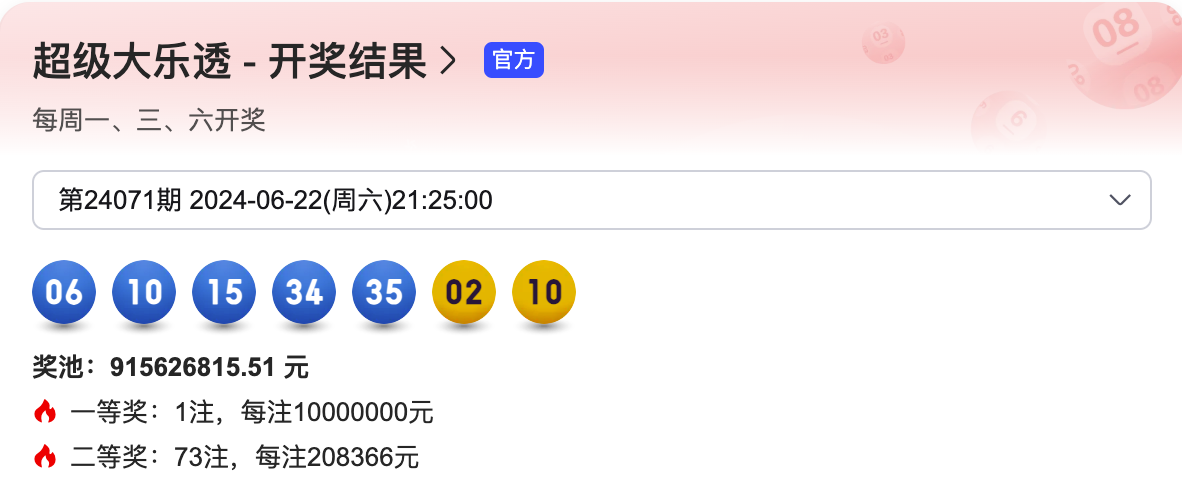 超级大乐透 - 开奖结果
官方
每周一、三、六开奖
第24071期 2024-06-22(周六)21:25:00
06 10 15 34 35 02 10
奖池：915626815.51 元
一等奖：1注，每注10000000元
二等奖：73注，每注208366元
03
08
08